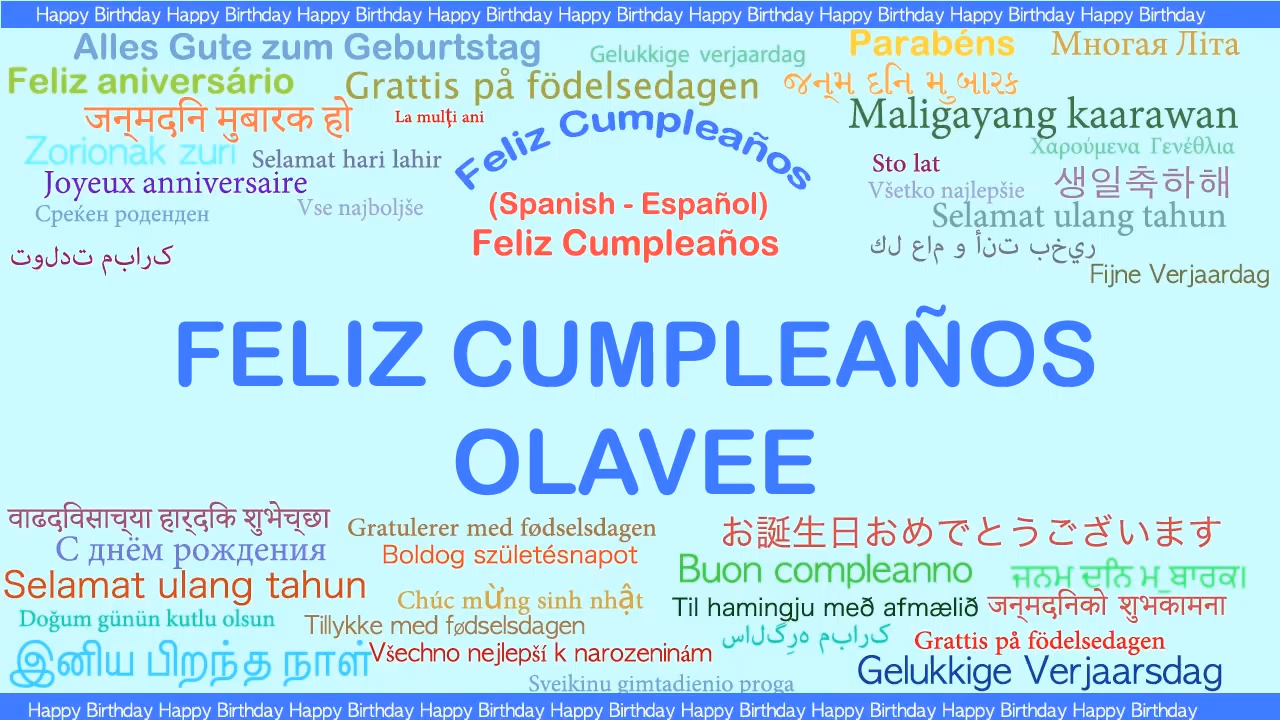 Happy Birthday Happy Birthday Happy Birthday Happy Birthday Happy Birthday Happy Birthday Happy Birthday Happy Birthday Happy Birthday
Alles Gute zum Geburtstag
Gelukkige verjaardag
Parabéns
Многая Літа
Feliz aniversário
Grattis på födelsedagen
જન્મ દિન મુબારક
जन्मदिन मुबारक हो
La mulţi ani
Feliz Cumpleaños
Maligayang kaarawan
Zorionak zuri
Selamat hari lahir
Sto lat
Χαρούμενα Γενέθλια
Joyeux anniversaire
(Spanish - Español)
Všetko najlepšie
생일축하해
Срећен роденден
Vse najboljše
Feliz Cumpleaños
Selamat ulang tahun
تولدت مبارک
كل عام و أنت بخير
Fijne Verjaardag
FELIZ CUMPLEAÑOS
OLAVEE
वाढदिवसाच्या हार्दिक शुभेच्छा
Gratulerer med fødselsdagen
お誕生日おめでとうございます
С днём рождения
Boldog születésnapot
Buon compleanno
ਜਨਮ ਦਿਨ ਮੁਬਾਰਕ।
Selamat ulang tahun
Chúc mừng sinh nhật
Til hamingju með afmælið
जन्मदिनको शुभकामना
Doğum günün kutlu olsun
Tillykke med fødselsdagen
سالگِرہ مبارک
Grattis på födelsedagen
இனிய பிறந்த நாள்
Všechno nejlepší k narozeninám
Gelukkige Verjaarsdag
Sveikinu gimtadienio proga
Happy Birthday Happy Birthday Happy Birthday Happy Birthday Happy Birthday Happy Birthday Happy Birthday Happy Birthday Happy Birthday